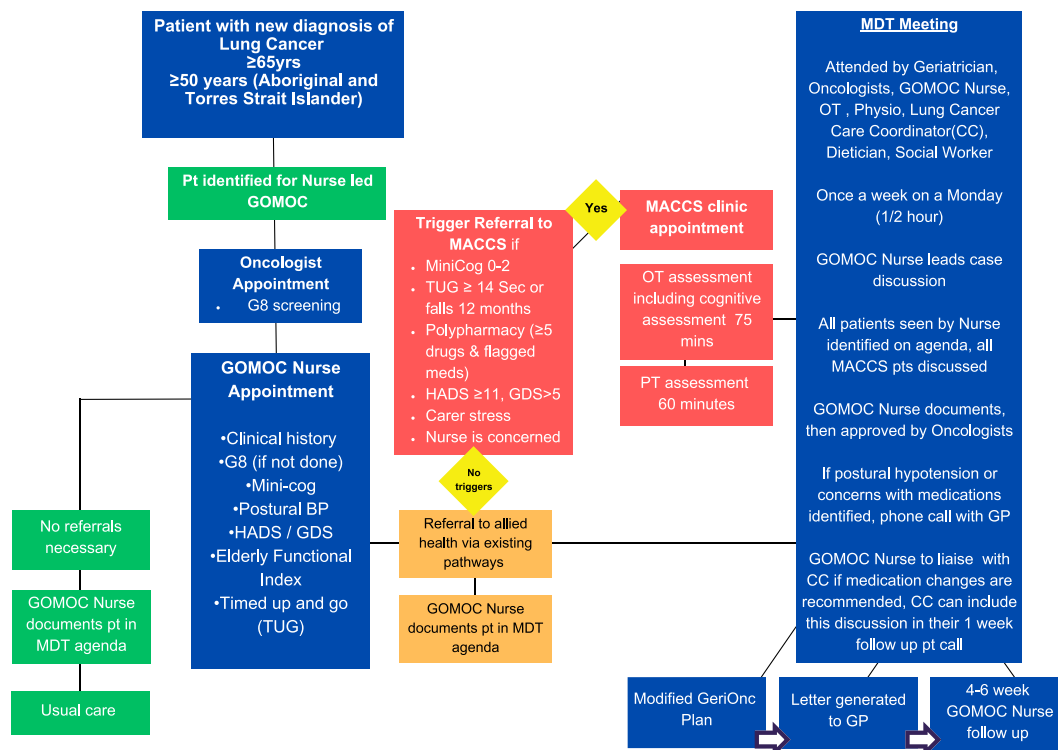 Patient with new diagnosis of
Lung Cancer
≥65yrs
≥50 years (Aboriginal and
Torres Strait Islander)
Pt identified for Nurse led
GOMOC
Oncologist
Appointment
• G8 screening
GOMOC Nurse
Appointment
•Clinical history
•G8 (if not done)
•Mini-cog
•Postural BP
•HADS / GDS
•Elderly Functional
Index
•Timed up and go
(TUG)
No referrals
necessary
GOMOC Nurse
documents pt in
MDT agenda
Usual care
Trigger Referral to
MACCS if
• MiniCog 0-2
• TUG ≥ 14 Sec or
falls 12 months
• Polypharmacy (≥5
drugs & flagged
meds)
• HADS ≥11, GDS>5
• Carer stress
• Nurse is concerned
Yes
No
triggers
Referral to allied
health via existing
pathways
GOMOC Nurse
documents pt in MDT
agenda
MACCS clinic
appointment
OT assessment
including cognitive
assessment 75
mins
PT assessment
60 minutes
MDT Meeting
Attended by Geriatrician,
Oncologists, GOMOC Nurse,
OT , Physio, Lung Cancer
Care Coordinator(CC),
Dietician, Social Worker
Once a week on a Monday
(1/2 hour)
GOMOC Nurse leads case
discussion
All patients seen by Nurse
identified on agenda, all
MACCS pts discussed
GOMOC Nurse documents,
then approved by Oncologists
If postural hypotension or
concerns with medications
identified, phone call with GP
GOMOC Nurse to liaise with
CC if medication changes are
recommended, CC can include
this discussion in their 1 week
follow up pt call
Modified GeriOnc
Plan
Letter generated
to GP
4-6 week
GOMOC Nurse
follow up